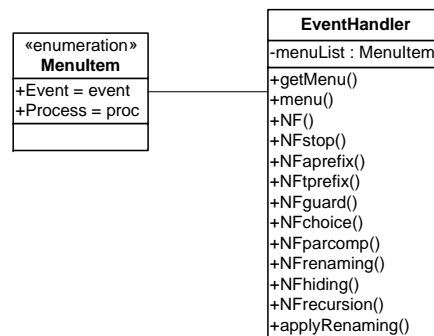 «enumeration»
MenuItem
+Event = event
+Process = proc
EventHandler
-menuList : MenuItem
+getMenu()
+menu()
+NF()
+NFstop()
+NFaprefix()
+NFtprefix()
+NFguard()
+NFchoice()
+NFparcomp()
+NFrenaming()
+NFhiding()
+NFrecursion()
+applyRenaming()